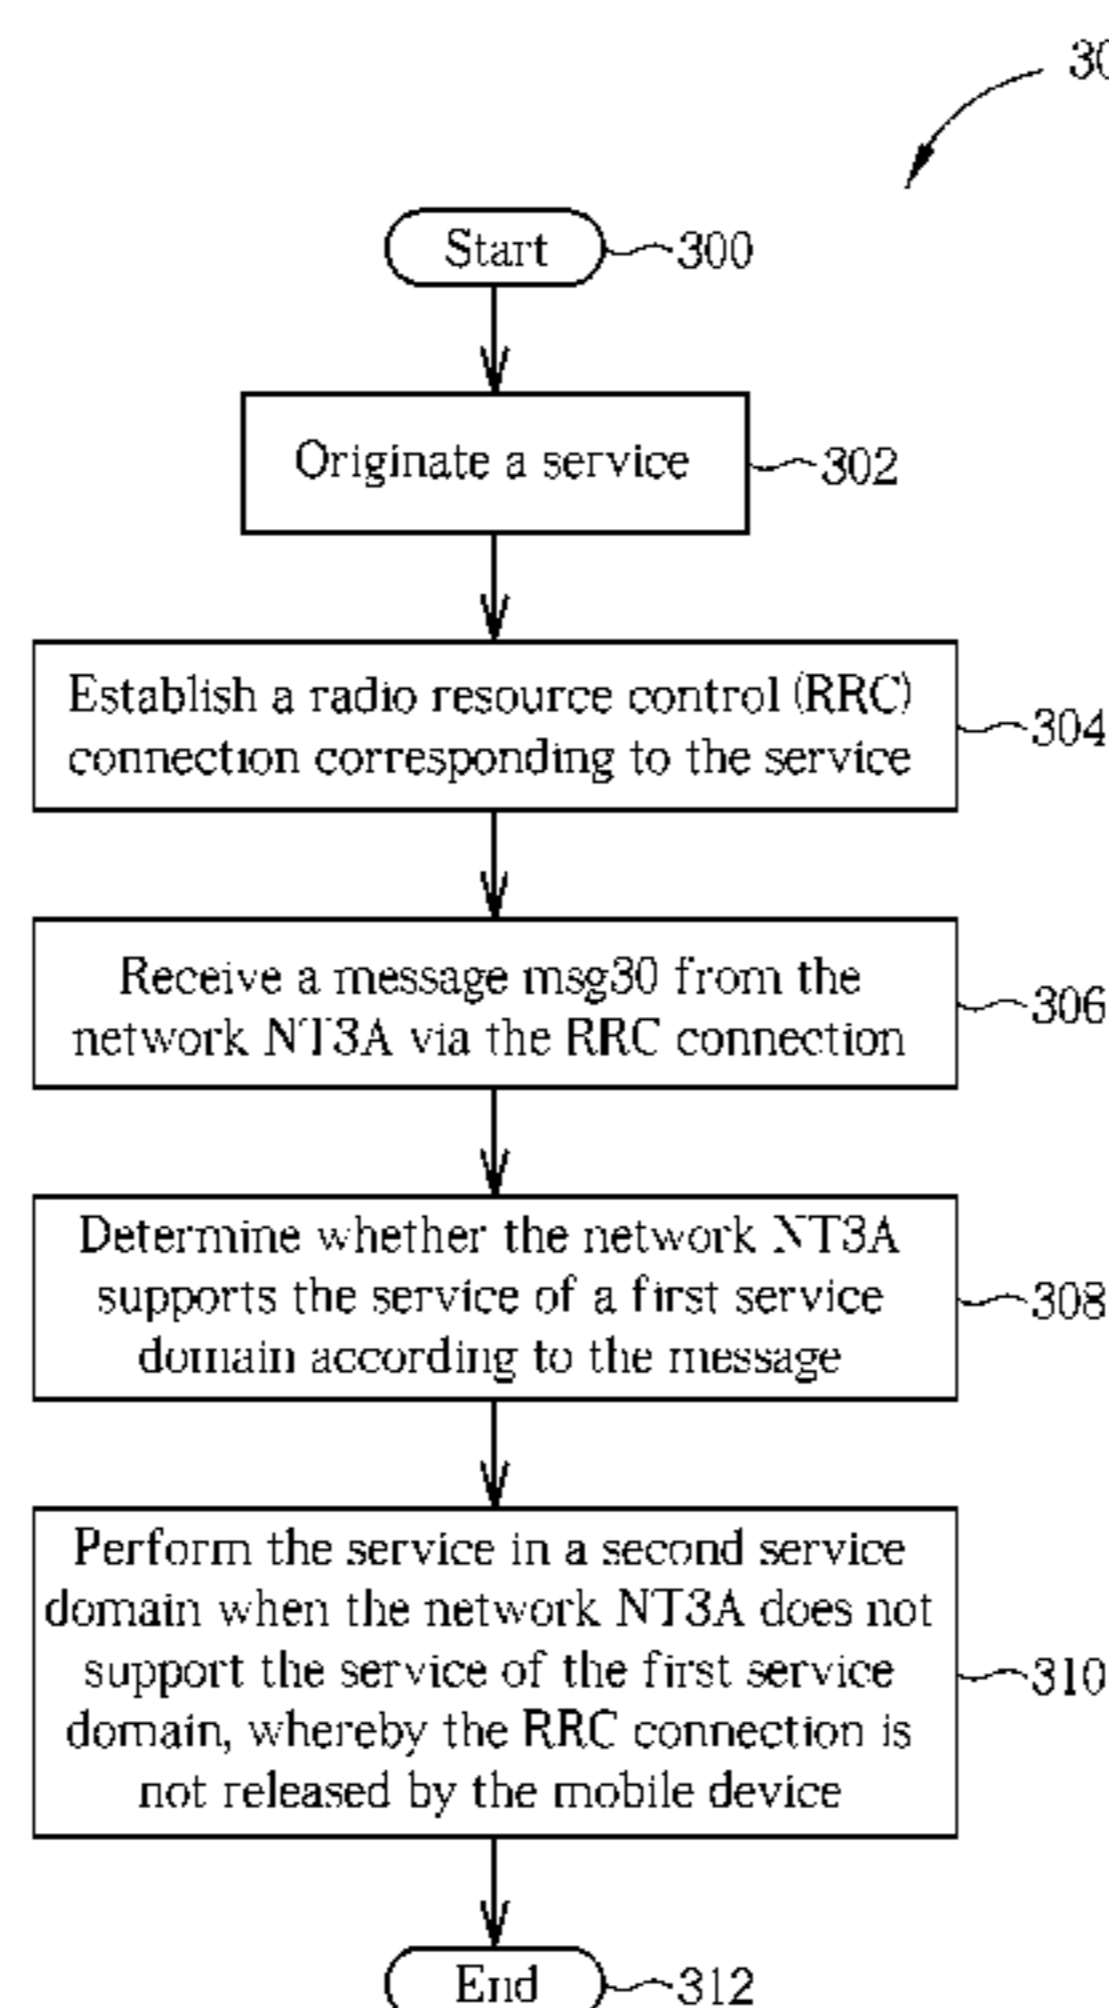 30
Start
300
Originate a service
302
Establish a radio resource control (RRC)
connection corresponding to the service
304
Receive a message msg30 from the
network NT3A via the RRC connection
306
Determine whether the network NT3A
supports the service of a first service
domain according to the message
308
Perform the service in a second service
domain when the network NT3A does not
support the service of the first service
domain, whereby the RRC connection is
not released by the mobile device
310
End
312